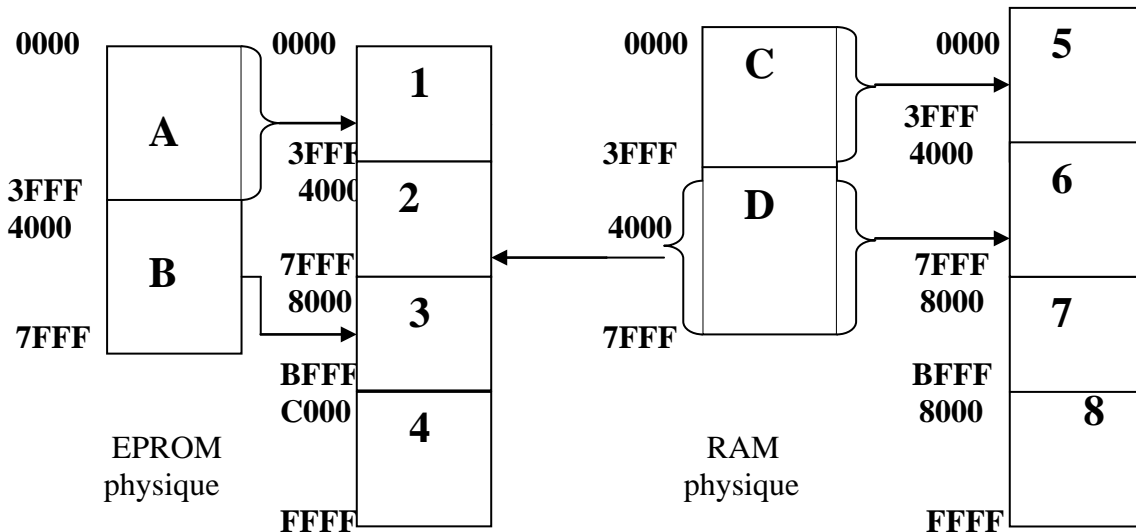 0000
A
3FFF
4000
B
7FFF
EPROM
physique
0000
1
3FFF
4000
2
7FFF
8000
3
BFFF
C000
4
FFFF
0000
C
3FFF
4000
D
7FFF
RAM
physique
0000
5
3FFF
4000
6
7FFF
8000
7
BFFF
8000
8
FFFF